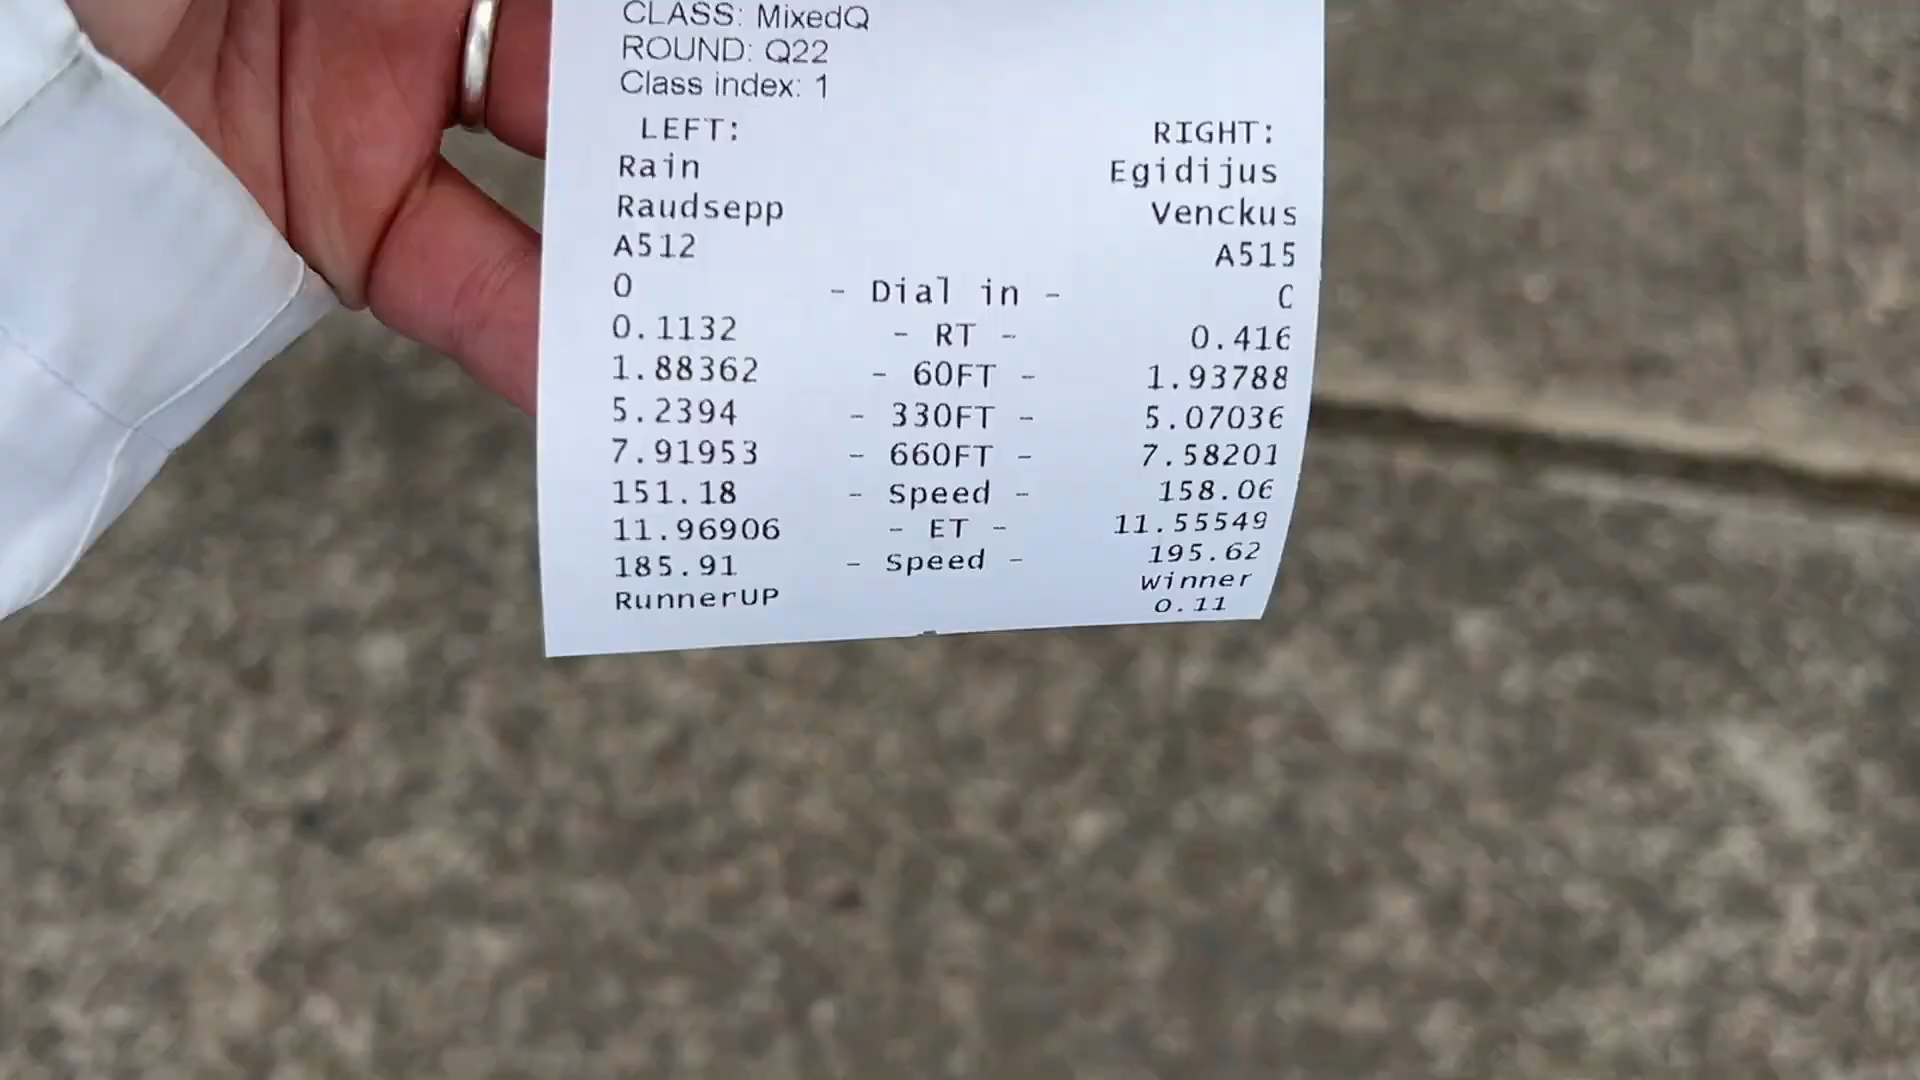 CLASS: MixedQ
ROUND: Q22
Class index: 1
LEFT: RIGHT:
Rain Egidijus
Raudsepp Venckus
A512 A515
0 - Dial in -
0.1132 - RT - 0.416
1.88362 - 60FT - 1.93788
5.2394 - 330FT - 5.07036
7.91953 - 660FT - 7.58201
151.18 - Speed - 158.06
11.96906 - ET - 11.55549
185.91 - Speed - 195.62
RunnerUP Winner
0.11